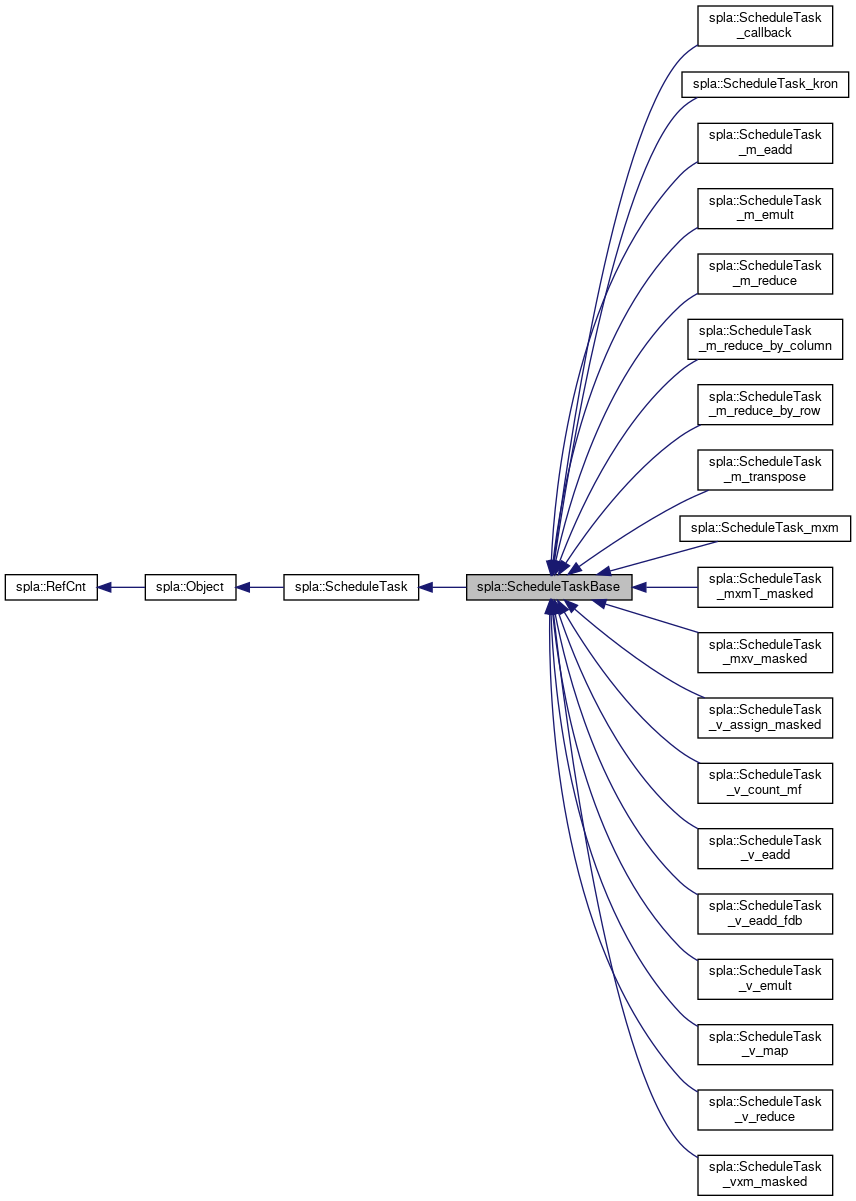 spla::ScheduleTask
_callback
spla::ScheduleTask_kron
spla::ScheduleTask
_m_eadd
spla::ScheduleTask
_m_emult
spla::ScheduleTask
_m_reduce
spla::ScheduleTask
_m_reduce_by_column
spla::ScheduleTask
_m_reduce_by_row
spla::ScheduleTask
_m_transpose
spla::ScheduleTask_mxm
spla::RefCnt
spla::Object
spla::ScheduleTask
spla::ScheduleTaskBase
spla::ScheduleTask
_mxmT_masked
spla::ScheduleTask
_mxv_masked
spla::ScheduleTask
_v_assign_masked
spla::ScheduleTask
_v_count_mf
spla::ScheduleTask
_v_eadd
spla::ScheduleTask
_v_eadd_fdb
spla::ScheduleTask
_v_emult
spla::ScheduleTask
_v_map
spla::ScheduleTask
_v_reduce
spla::ScheduleTask
_vxm_masked